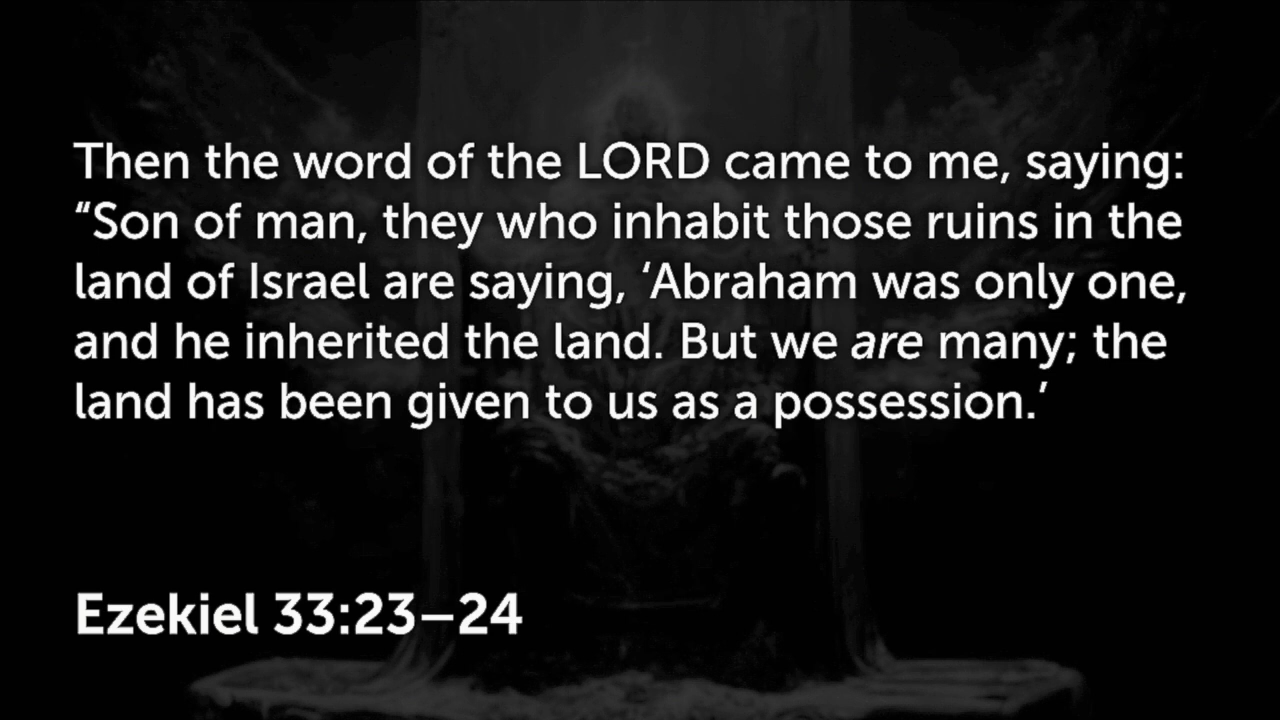 Then the word of the LORD came to me, saying:
“Son of man, they who inhabit those ruins in the
land of Israel are saying, ‘Abraham was only one,
and he inherited the land. But we are many; the
land has been given to us as a possession.’
Ezekiel 33:23–24